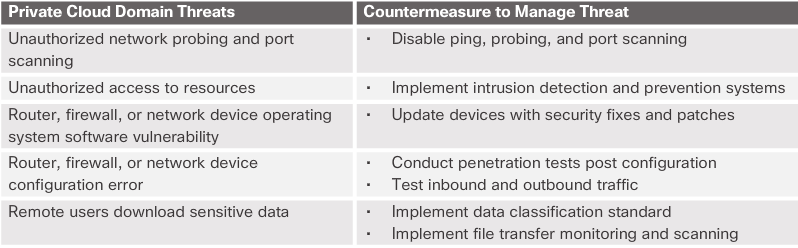 Private Cloud Domain Threats
Countermeasure to Manage Threat
Unauthorized network probing and port
scanning
• Disable ping, probing, and port scanning
Unauthorized access to resources
• Implement intrusion detection and prevention systems
Router, firewall, or network device operating
system software vulnerability
• Update devices with security fixes and patches
Router, firewall, or network device
configuration error
• Conduct penetration tests post configuration
• Test inbound and outbound traffic
Remote users download sensitive data
• Implement data classification standard
• Implement file transfer monitoring and scanning